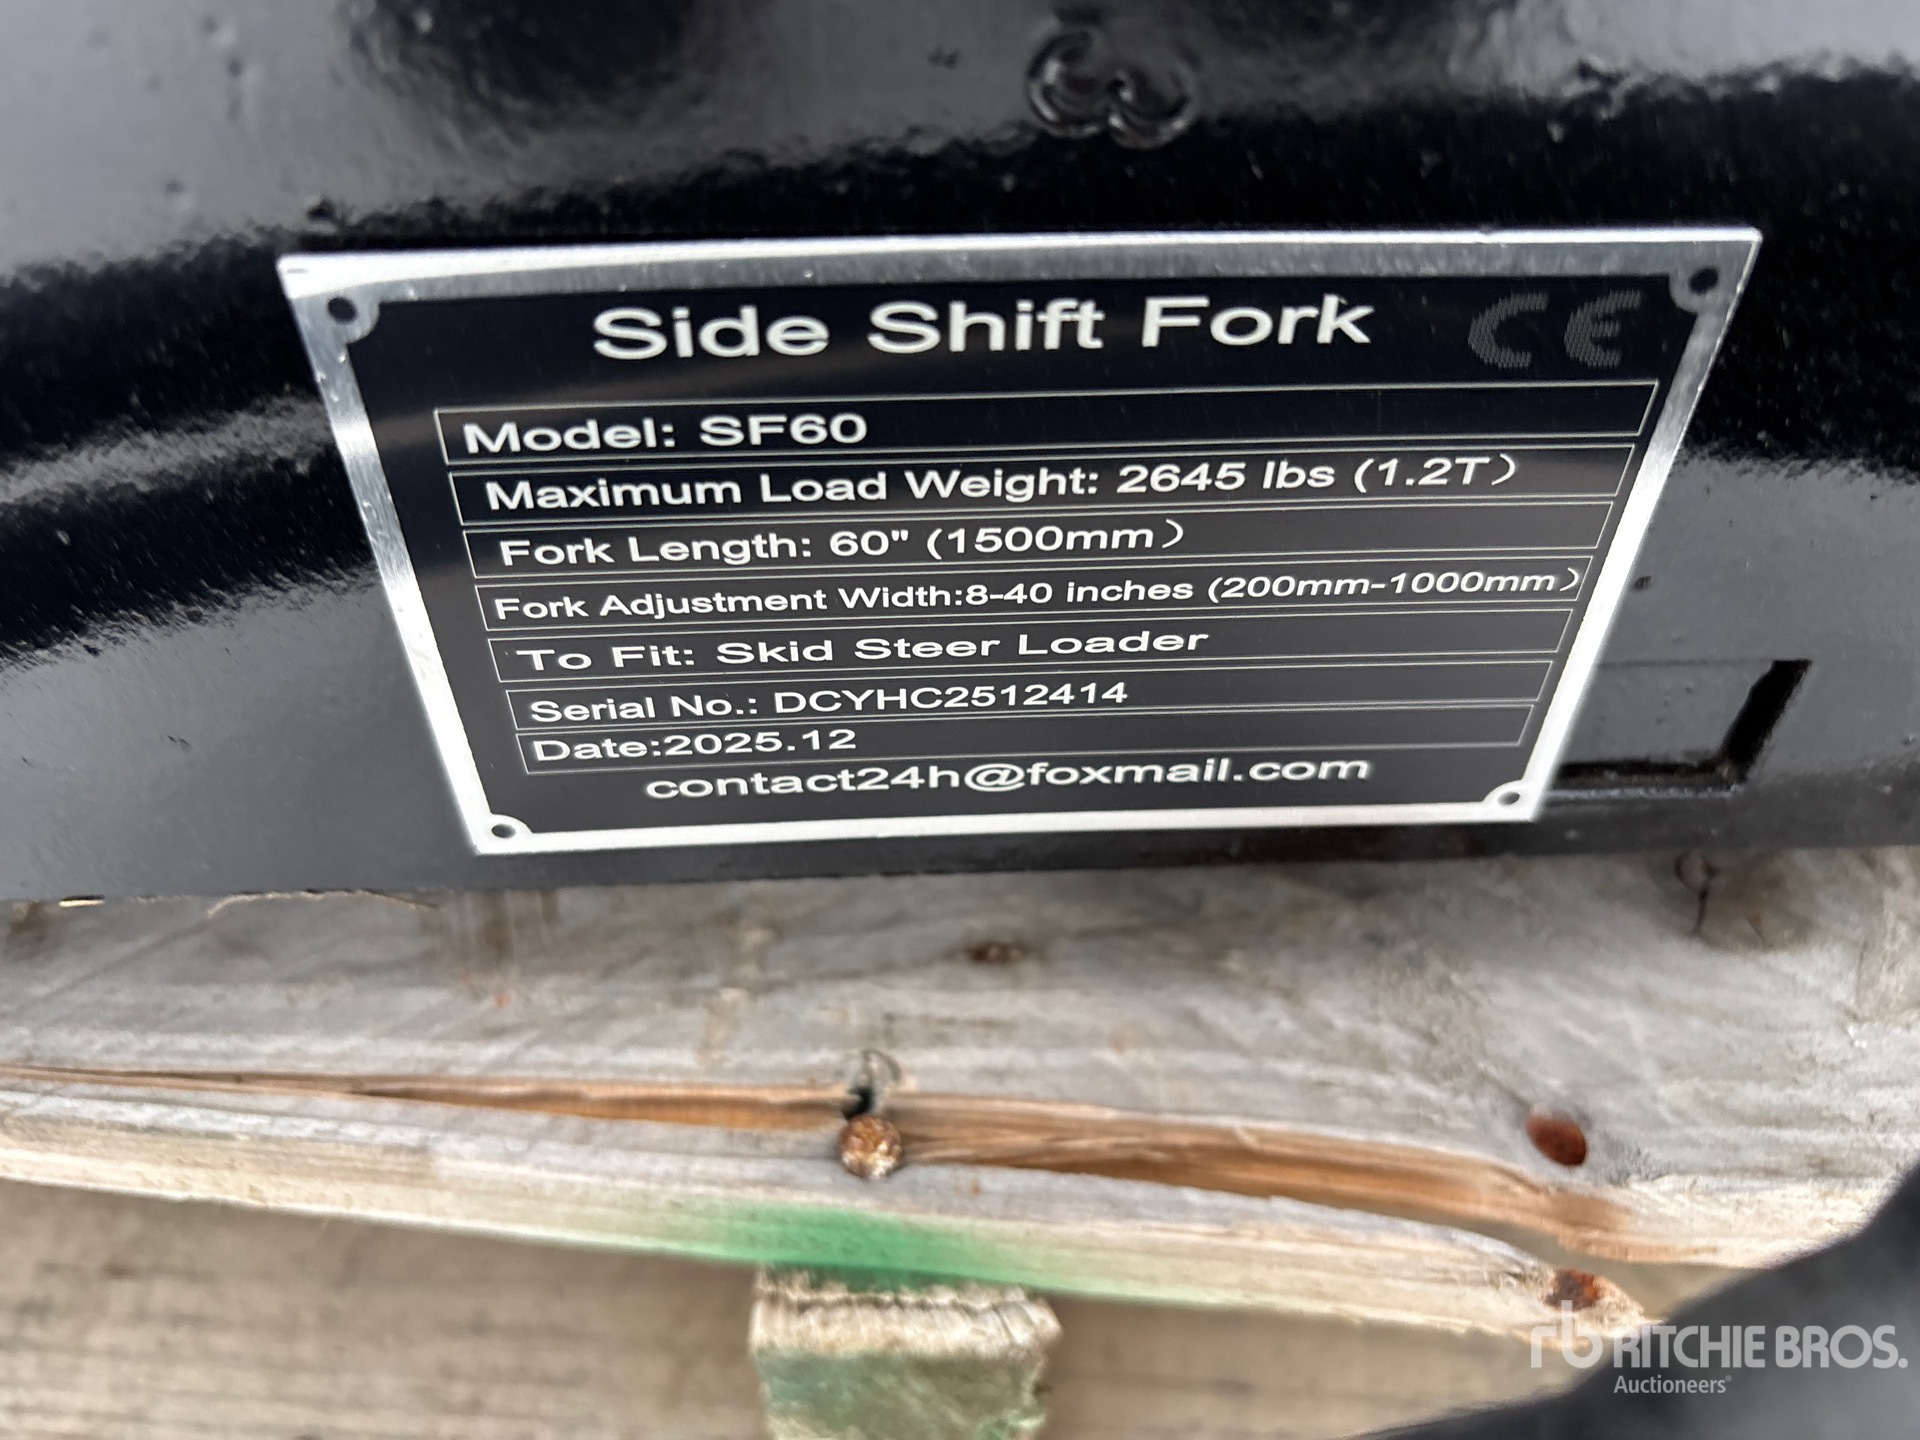 Side Shift Fork CE
Model: SF60
Maximum Load Weight: 2645 lbs (1.2T)
Fork Length: 60" (1500mm)
Fork Adjustment Width:8-40 inches (200mm-1000mm)
To Fit: Skid Steer Loader
Serial No.: DCYHC2512414
Date:2025.12
contact24h@foxmail.com
rb RITCHIE BROS.
Auctioneers®